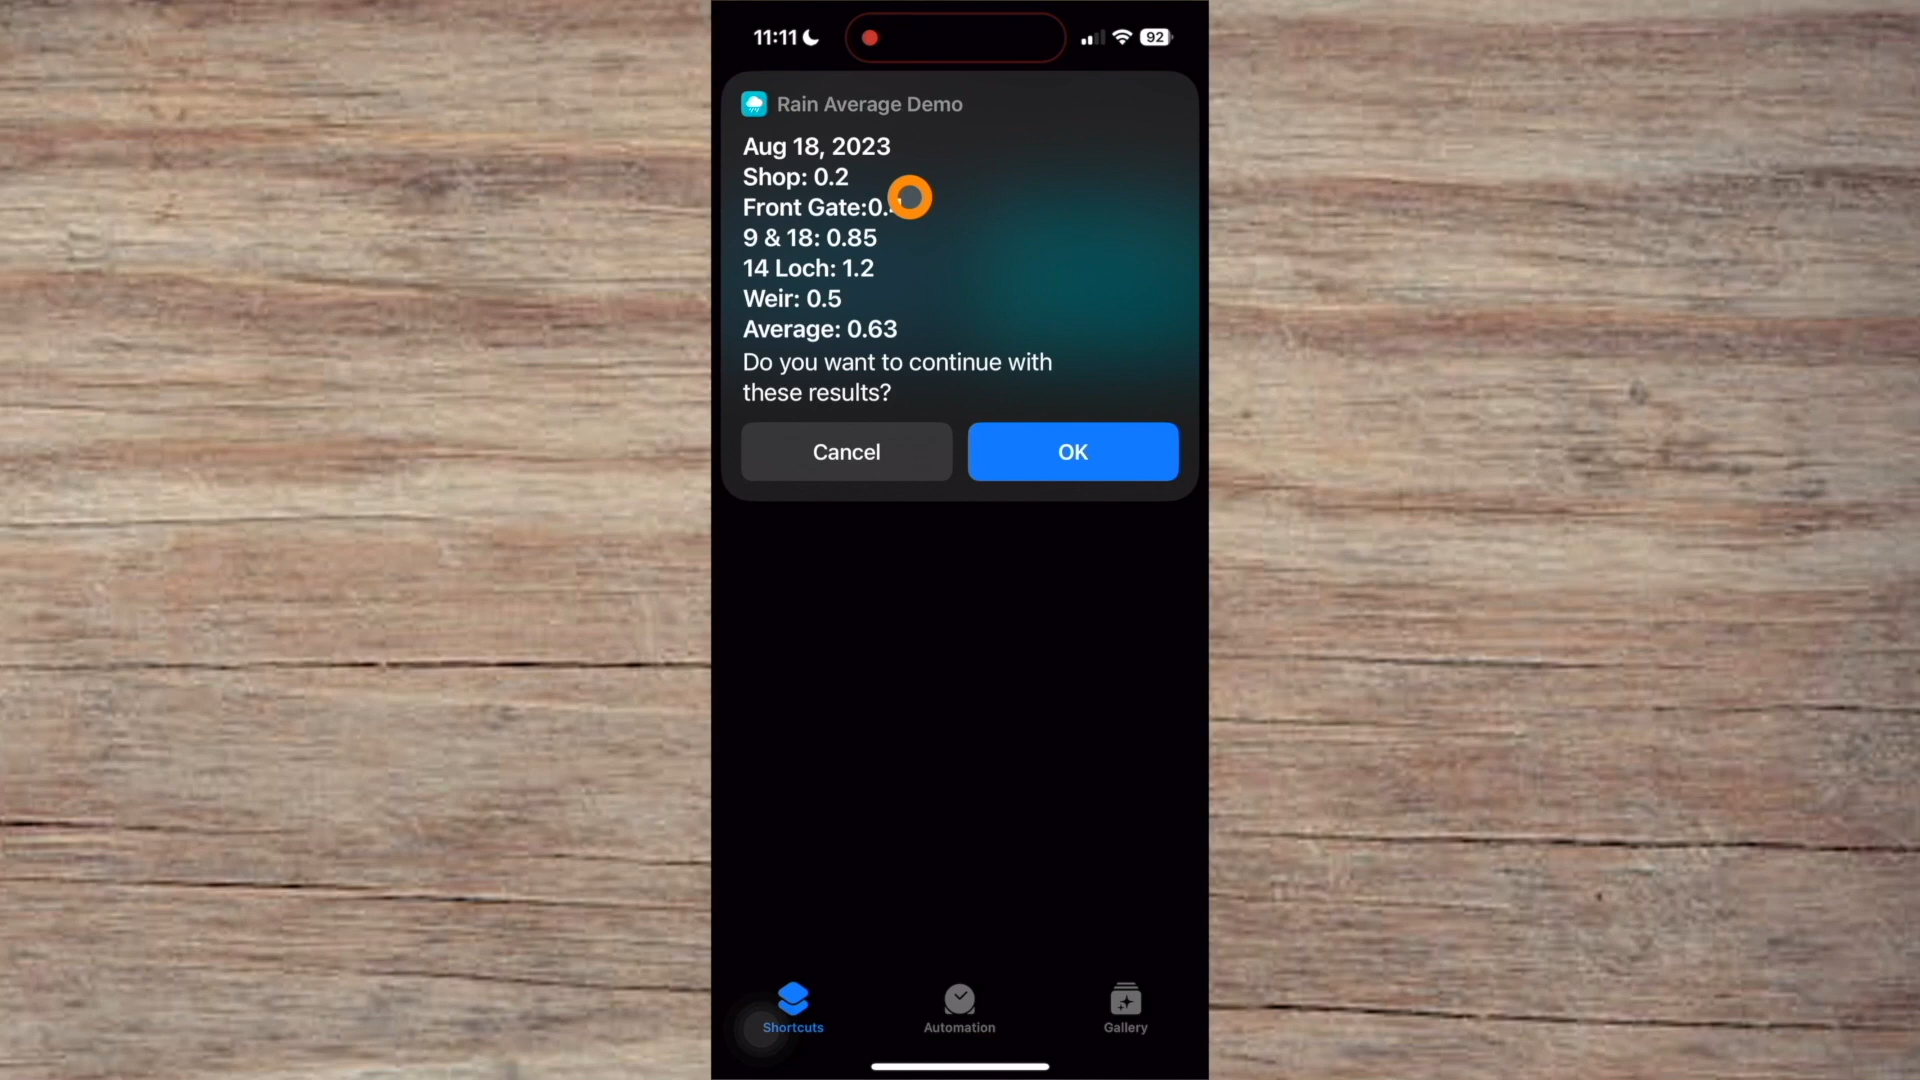 11:11
92
Rain Average Demo
Aug 18, 2023
Shop: 0.2
Front Gate:0.
9 & 18: 0.85
14 Loch: 1.2
Weir: 0.5
Average: 0.63
Do you want to continue with
these results?
Cancel
OK
Shortcuts
Automation
Gallery